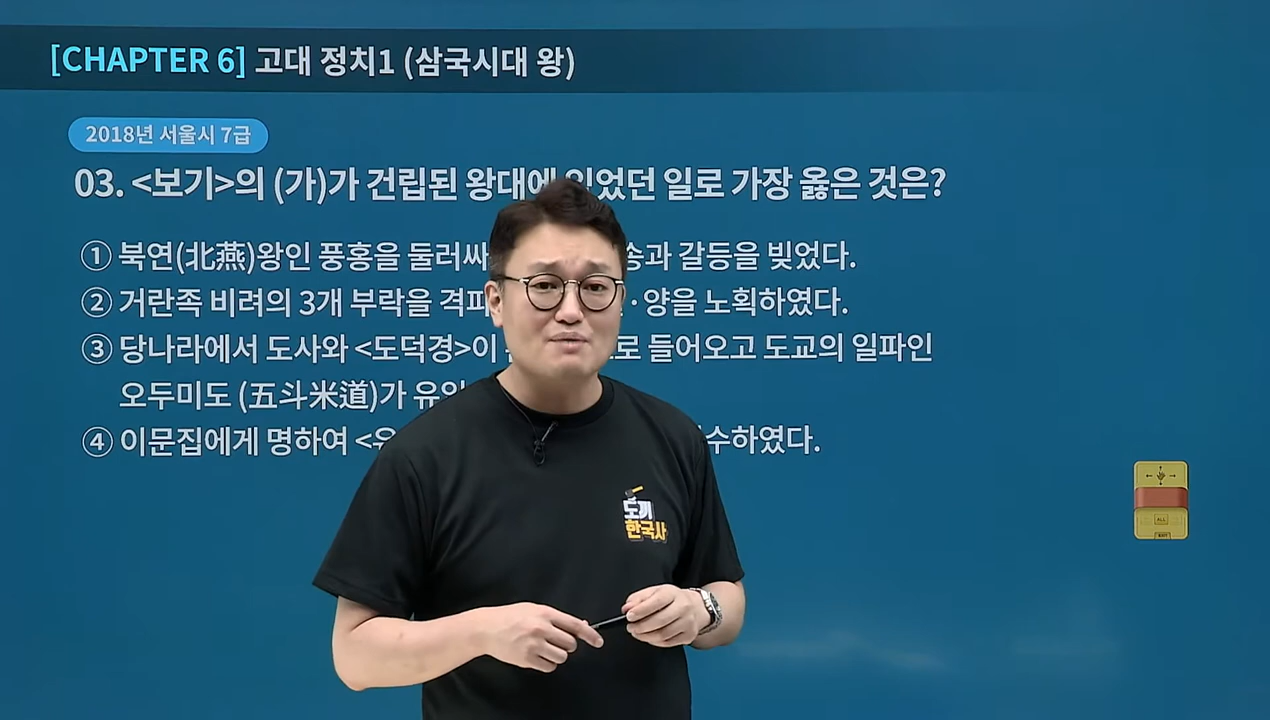 [CHAPTER 6] 고대 정치1 (삼국시대 왕)
2018년 서울시 7급
03. <보기>의 (가)가 건립된 왕대에 있었던 일로 가장 옳은 것은?
① 북연(北燕)왕인 풍홍을 둘러싸 송과 갈등을 빚었다.
② 거란족 비려의 3개 부락을 격파 · 양을 노획하였다.
③ 당나라에서 도사와 <도덕경>이 로 들어오고 도교의 일파인
오두미도 (五斗米道)가
④ 이문집에게 명하여 수하였다.
도끼
한국사
ALL